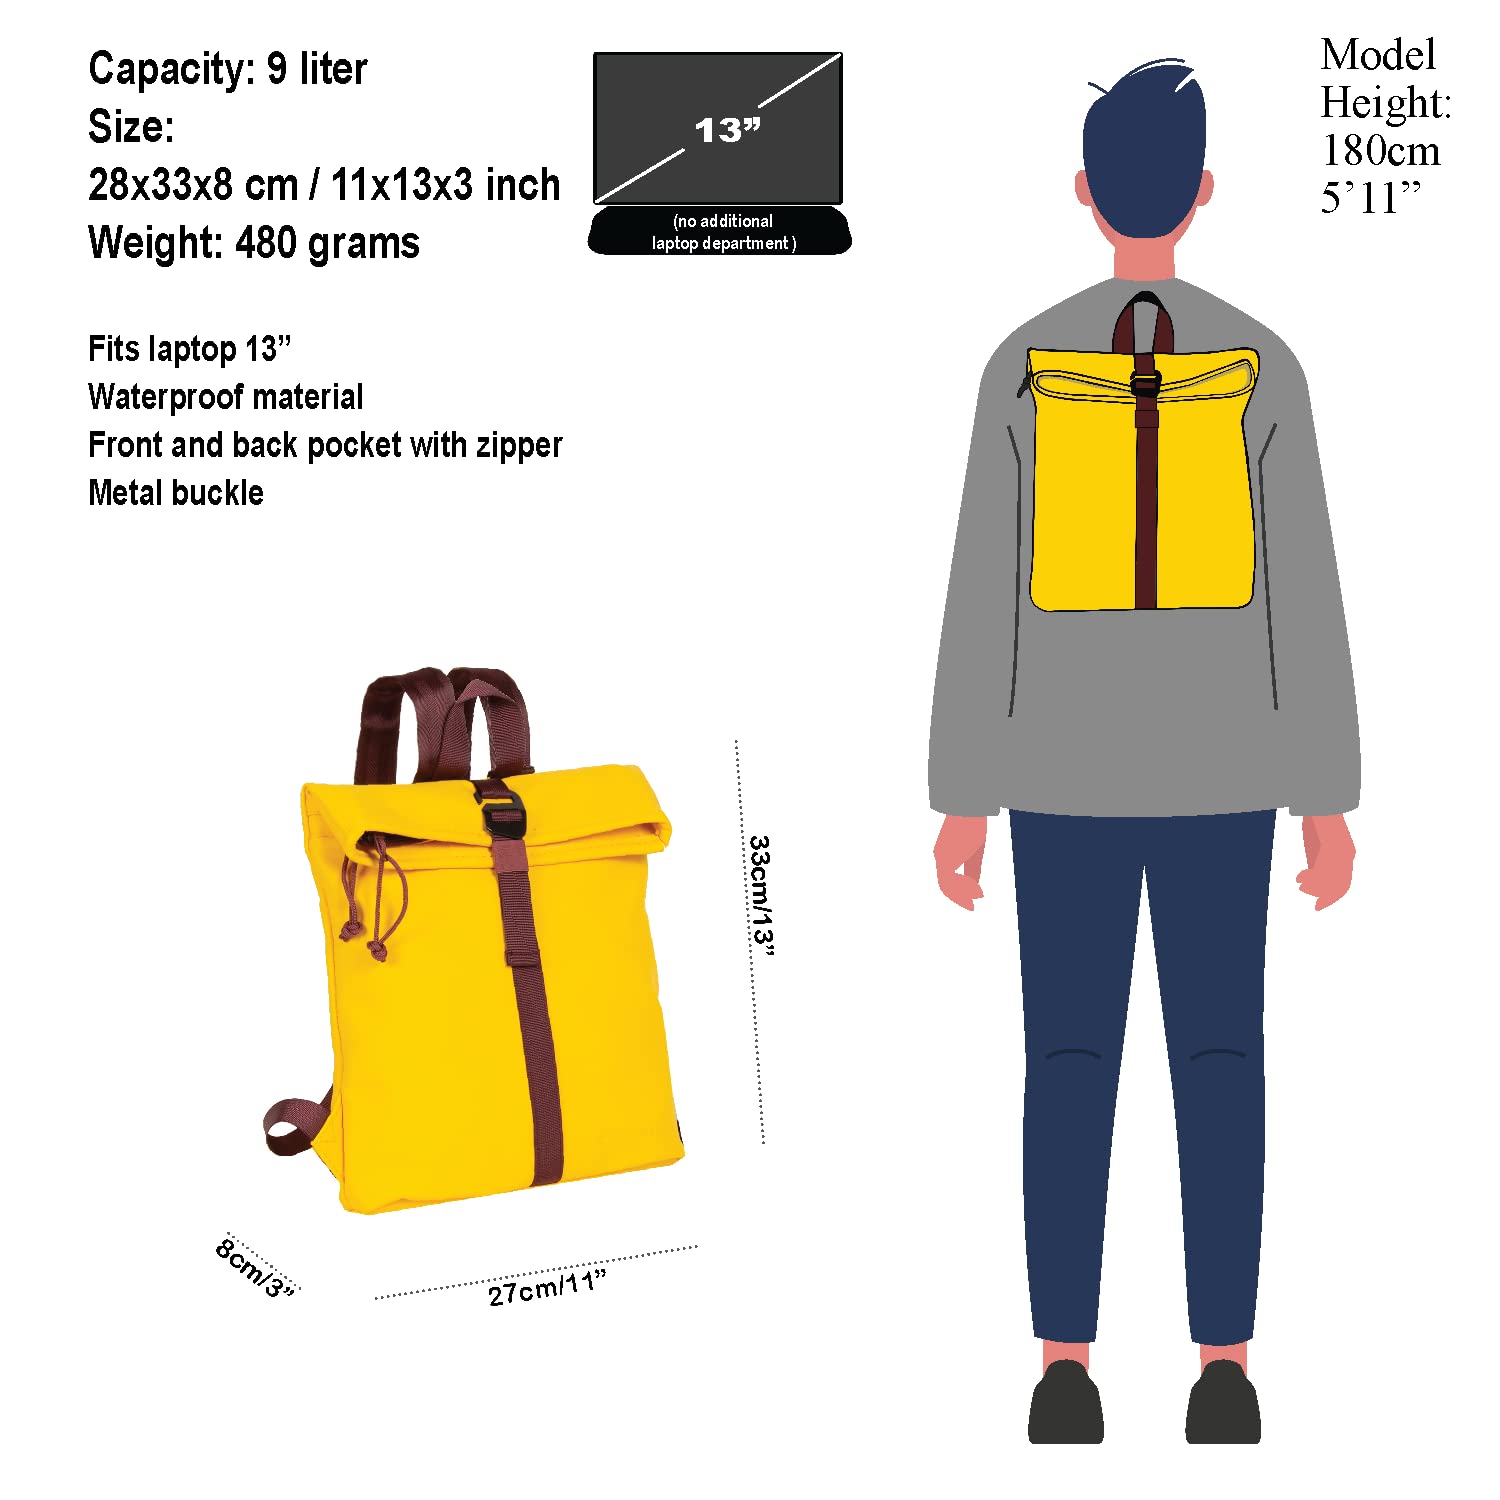 Capacity: 9 liter
Size:
28x33x8 cm / 11x13x3 inch
Weight: 480 grams
Fits laptop 13”
Waterproof material
Front and back pocket with zipper
Metal buckle
13”
(no additional
laptop department )
Model
Height:
180cm
5’11”
33cm/13”
8cm/3”
27cm/11”